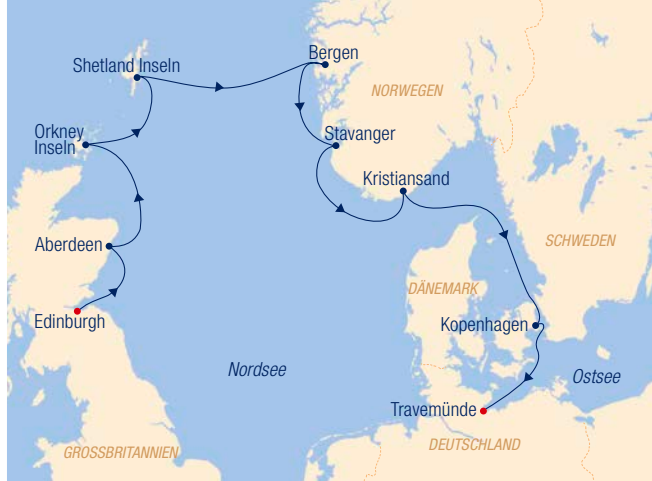 Bergen
Shetland Inseln
NORWEGEN
Orkney
Inseln
Stavanger
Kristiansand
Aberdeen
SCHWEDEN
DÄNEMARK
Edinburgh
Kopenhagen
Nordsee
Ostsee
Travemünde
GROSSBRITANNIEN
DEUTSCHLAND